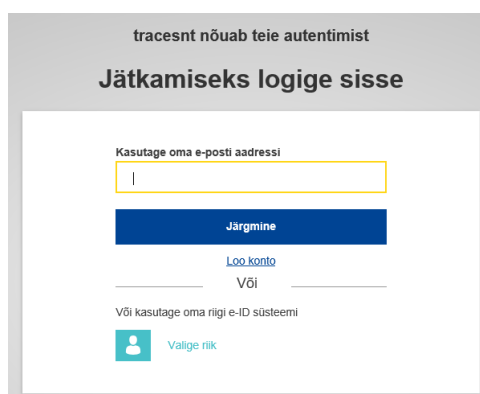 tracesnt nõuab teie autentimist
Jätkamiseks logige sisse
Kasutage oma e-posti aadressi
Järgmine
Loo konto
Või
Või kasutage oma riigi e-ID süsteemi
Valige riik